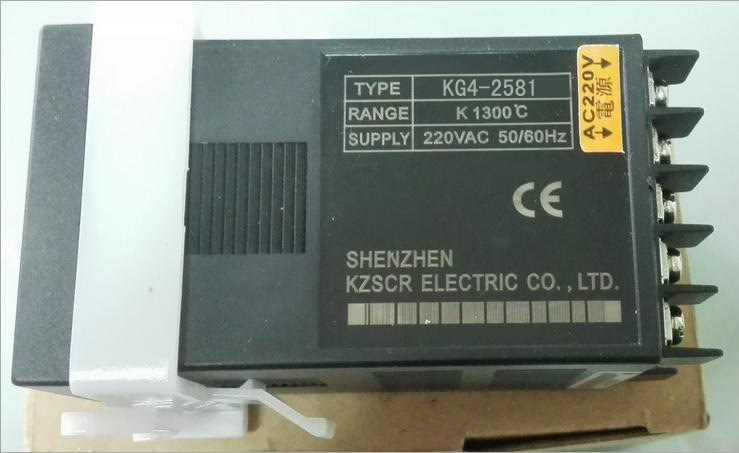 TYPE KG4-2581
RANGE K 1300℃
SUPPLY 220VAC 50/60Hz
AC220V
電源
CE
SHENZHEN
KZSCR ELECTRIC CO.,LTD.